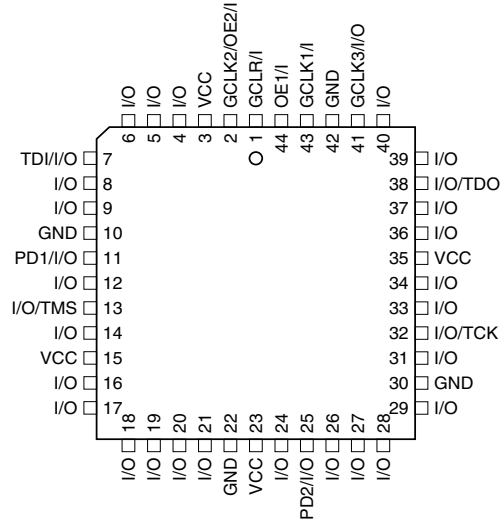 I/O
I/O
I/O
VCC
GCLK2/OE2/I
GCLR/I
OE1/I
GCLK1/I
GND
GCLK3/I/O
I/O
6
5
4
3
2
1
44
43
42
41
40
TDI/I/O 7
I/O 8
I/O 9
GND 10
PD1/I/O 11
I/O 12
I/O/TMS 13
I/O 14
VCC 15
I/O 16
I/O 17
39 I/O
38 I/O/TDO
37 I/O
36 I/O
35 VCC
34 I/O
33 I/O
32 I/O/TCK
31 I/O
30 GND
29 I/O
18
19
20
21
22
23
24
25
26
27
28
I/O
I/O
I/O
I/O
GND
VCC
I/O
PD2/I/O
I/O
I/O
I/O